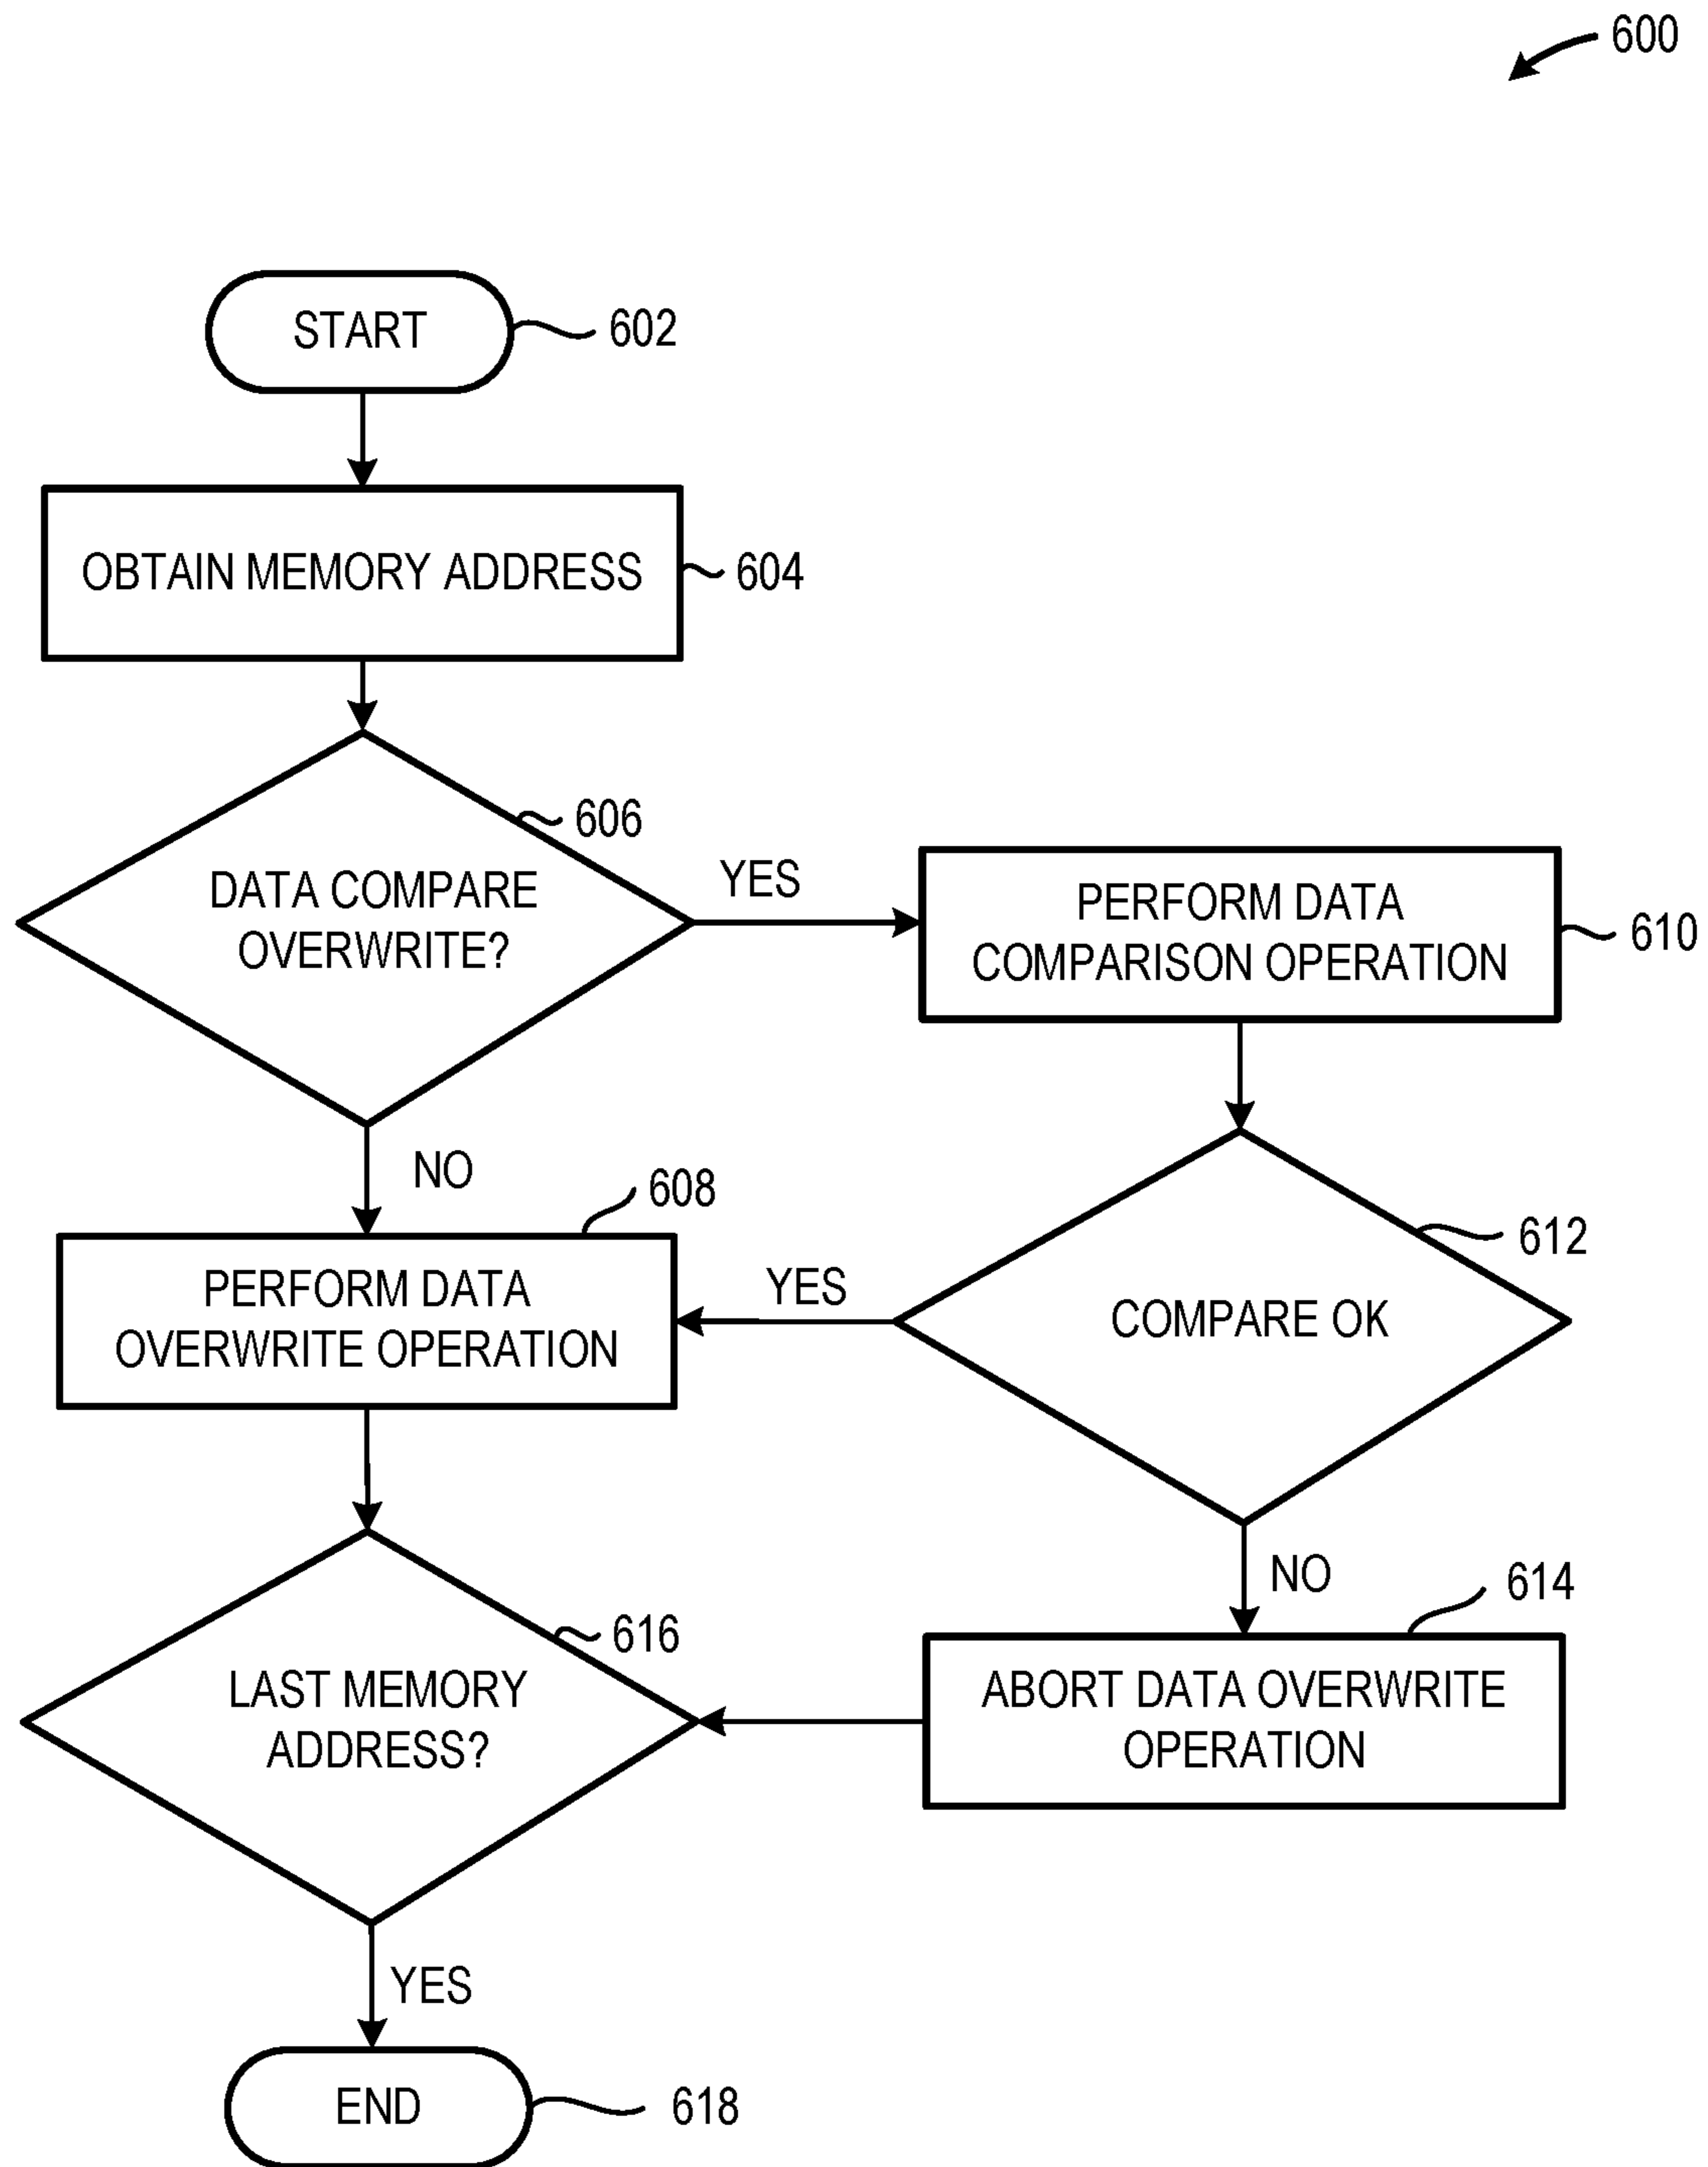 600
START
602
OBTAIN MEMORY ADDRESS
604
606
DATA COMPARE
OVERWRITE?
YES
PERFORM DATA
COMPARISON OPERATION
610
NO
608
PERFORM DATA
OVERWRITE OPERATION
YES
COMPARE OK
612
NO
614
616
LAST MEMORY
ADDRESS?
ABORT DATA OVERWRITE
OPERATION
YES
END
618